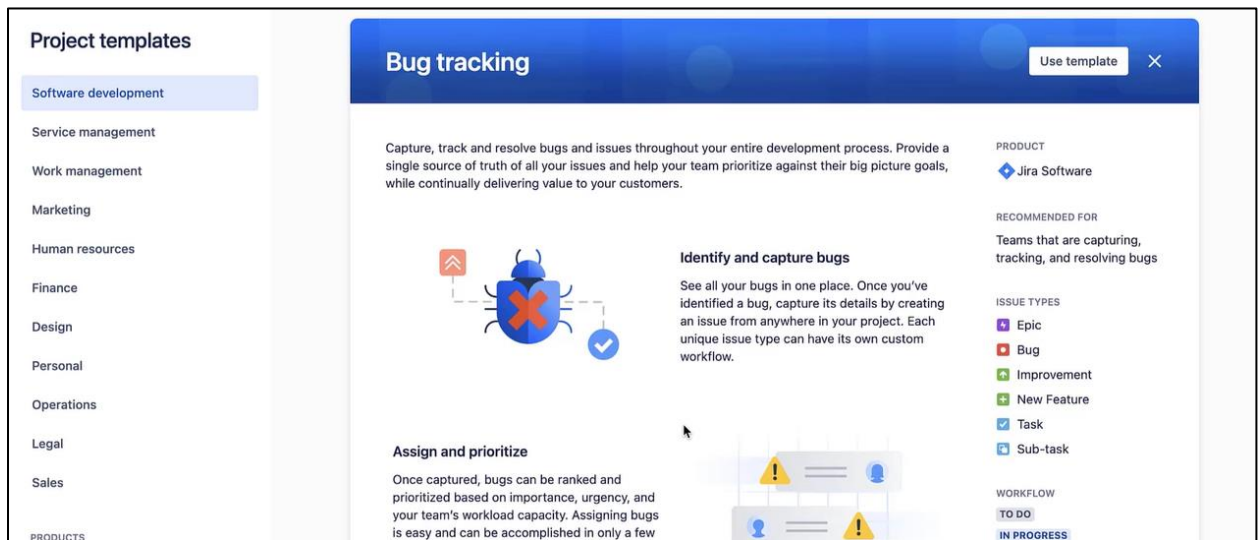 Project templates
Software development
Service management
Work management
Marketing
Human resources
Finance
Design
Personal
Operations
Legal
Sales
PRODUCTS
Bug tracking
Use template
Capture, track and resolve bugs and issues throughout your entire development process. Provide a
single source of truth of all your issues and help your team prioritize against their big picture goals,
while continually delivering value to your customers.
Identify and capture bugs
See all your bugs in one place. Once you've
identified a bug, capture its details by creating
an issue from anywhere in your project. Each
unique issue type can have its own custom
workflow.
Assign and prioritize
Once captured, bugs can be ranked and
prioritized based on importance, urgency, and
your team's workload capacity. Assigning bugs
is easy and can be accomplished in only a few
PRODUCT
Jira Software
RECOMMENDED FOR
Teams that are capturing,
tracking, and resolving bugs
ISSUE TYPES
Epic
Bug
Improvement
New Feature
Task
Sub-task
WORKFLOW
TO DO
IN PROGRESS